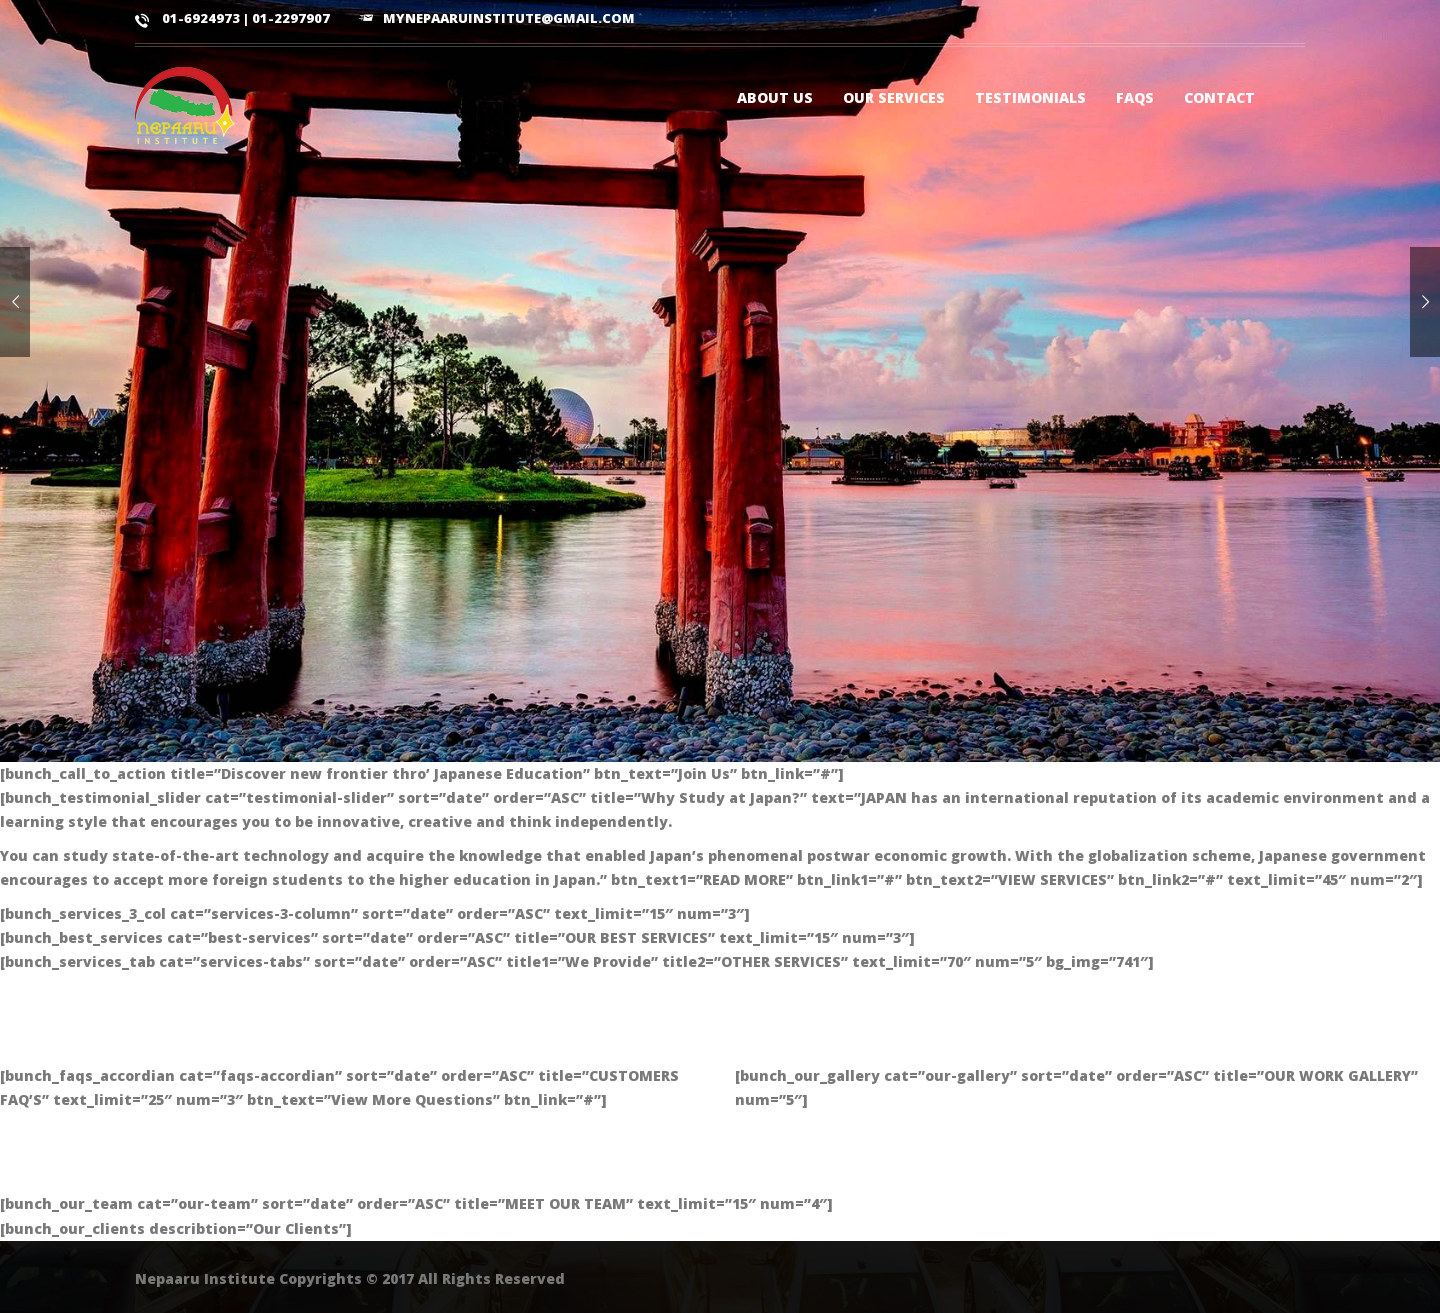 01-6924973 | 01-2297907 MYNEPAARUINSTITUTE@GMAIL.COM
NEPAARU
INSTITUTE
ABOUT US OUR SERVICES TESTIMONIALS FAQS CONTACT
[bunch_call_to_action title=”Discover new frontier thro’ Japanese Education” btn_text=”Join Us” btn_link=”#”]
[bunch_testimonial_slider cat=”testimonial-slider” sort=”date” order=”ASC” title=”Why Study at Japan?” text=”JAPAN has an international reputation of its academic environment and a
learning style that encourages you to be innovative, creative and think independently.
You can study state-of-the-art technology and acquire the knowledge that enabled Japan’s phenomenal postwar economic growth. With the globalization scheme, Japanese government
encourages to accept more foreign students to the higher education in Japan.” btn_text1=”READ MORE” btn_link1=”#” btn_text2=”VIEW SERVICES” btn_link2=”#” text_limit=”45″ num=”2″]
[bunch_services_3_col cat=”services-3-column” sort=”date” order=”ASC” text_limit=”15″ num=”3″]
[bunch_best_services cat=”best-services” sort=”date” order=”ASC” title=”OUR BEST SERVICES” text_limit=”15″ num=”3″]
[bunch_services_tab cat=”services-tabs” sort=”date” order=”ASC” title1=”We Provide” title2=”OTHER SERVICES” text_limit=”70″ num=”5″ bg_img=”741″]
[bunch_faqs_accordian cat=”faqs-accordian” sort=”date” order=”ASC” title=”CUSTOMERS
FAQ’S” text_limit=”25″ num=”3″ btn_text=”View More Questions” btn_link=”#”]
[bunch_our_gallery cat=”our-gallery” sort=”date” order=”ASC” title=”OUR WORK GALLERY”
num=”5″]
[bunch_our_team cat=”our-team” sort=”date” order=”ASC” title=”MEET OUR TEAM” text_limit=”15″ num=”4″]
[bunch_our_clients describtion=”Our Clients”]
Nepaaru Institute Copyrights © 2017 All Rights Reserved